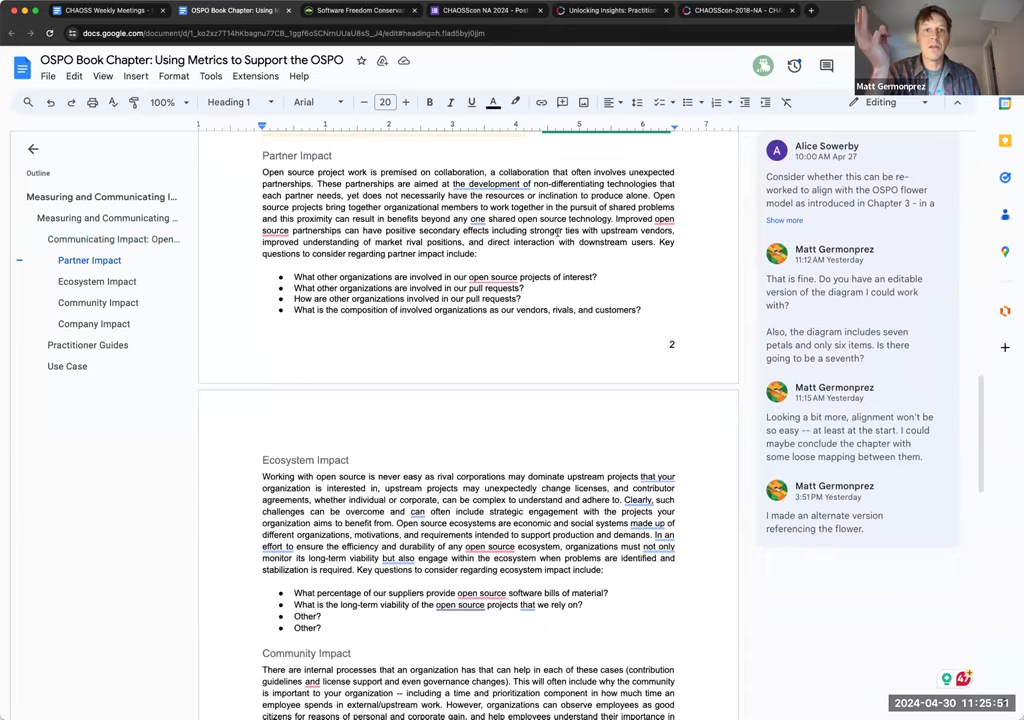 CHAOSS Weekly Meetings -
OSPO Book Chapter: Using M
Software Freedom Conservan
CHAOSScon NA 2024 - Post
Unlocking Insights: Practition
CHAOSScon-2018-NA - CHA
docs.google.com/document/d/1_ko2xz7T14hKbagnu77CB_1ggf6oSCNrnUUaU8sS_J4/edit#heading=h.flad5byj0jjm
OSPO Book Chapter: Using Metrics to Support the OSPO
File Edit View Insert Format Tools Extensions Help
100% Heading 1 Arial 20 Editing
Matt Germonprez
1 1 2 3 4 5 6 7
Outline
Measuring and Communicating I...
Measuring and Communicating ...
Communicating Impact: Open...
Partner Impact
Ecosystem Impact
Community Impact
Company Impact
Practitioner Guides
Use Case
Partner Impact
Open source project work is premised on collaboration, a collaboration that often involves unexpected
partnerships. These partnerships are aimed at the development of non-differentiating technologies that
each partner needs, yet does not necessarily have the resources or inclination to produce alone. Open
source projects bring together organizational members to work together in the pursuit of shared problems
and this proximity can result in benefits beyond any one shared open source technology. Improved open
source partnerships can have positive secondary effects including stronger ties with upstream vendors,
improved understanding of market rival positions, and direct interaction with downstream users. Key
questions to consider regarding partner impact include:
● What other organizations are involved in our open source projects of interest?
● What other organizations are involved in our pull requests?
● How are other organizations involved in our pull requests?
● What is the composition of involved organizations as our vendors, rivals, and customers?
2
Ecosystem Impact
Working with open source is never easy as rival corporations may dominate upstream projects that your
organization is interested in, upstream projects may unexpectedly change licenses, and contributor
agreements, whether individual or corporate, can be complex to understand and adhere to. Clearly, such
challenges can be overcome and can often include strategic engagement with the projects your
organization aims to benefit from. Open source ecosystems are economic and social systems made up of
different organizations, motivations, and requirements intended to support production and demands. In an
effort to ensure the efficiency and durability of any open source ecosystem, organizations must not only
monitor its long-term viability but also engage within the ecosystem when problems are identified and
stabilization is required. Key questions to consider regarding ecosystem impact include:
● What percentage of our suppliers provide open source software bills of material?
● What is the long-term viability of the open source projects that we rely on?
● Other?
● Other?
Community Impact
There are internal processes that an organization has that can help in each of these cases (contribution
guidelines and license support and even governance changes). This will often include why the community
is important to your organization -- including a time and prioritization component in how much time an
employee spends in external/upstream work. However, organizations can observe employees as good
citizens for reasons of personal and corporate gain, and help employees understand their importance in
A
Alice Sowerby
10:00 AM Apr 27
Consider whether this can be re-
worked to align with the OSPO flower
model as introduced in Chapter 3 - in a
Show more
Matt Germonprez
11:12 AM Yesterday
That is fine. Do you have an editable
version of the diagram I could work
with?
Also, the diagram includes seven
petals and only six items. Is there
going to be a seventh?
Matt Germonprez
11:15 AM Yesterday
Looking a bit more, alignment won't be
so easy -- at least at the start. I could
maybe conclude the chapter with
some loose mapping between them.
Matt Germonprez
3:51 PM Yesterday
I made an alternate version
referencing the flower.
47
2024-04-30 11:25:51